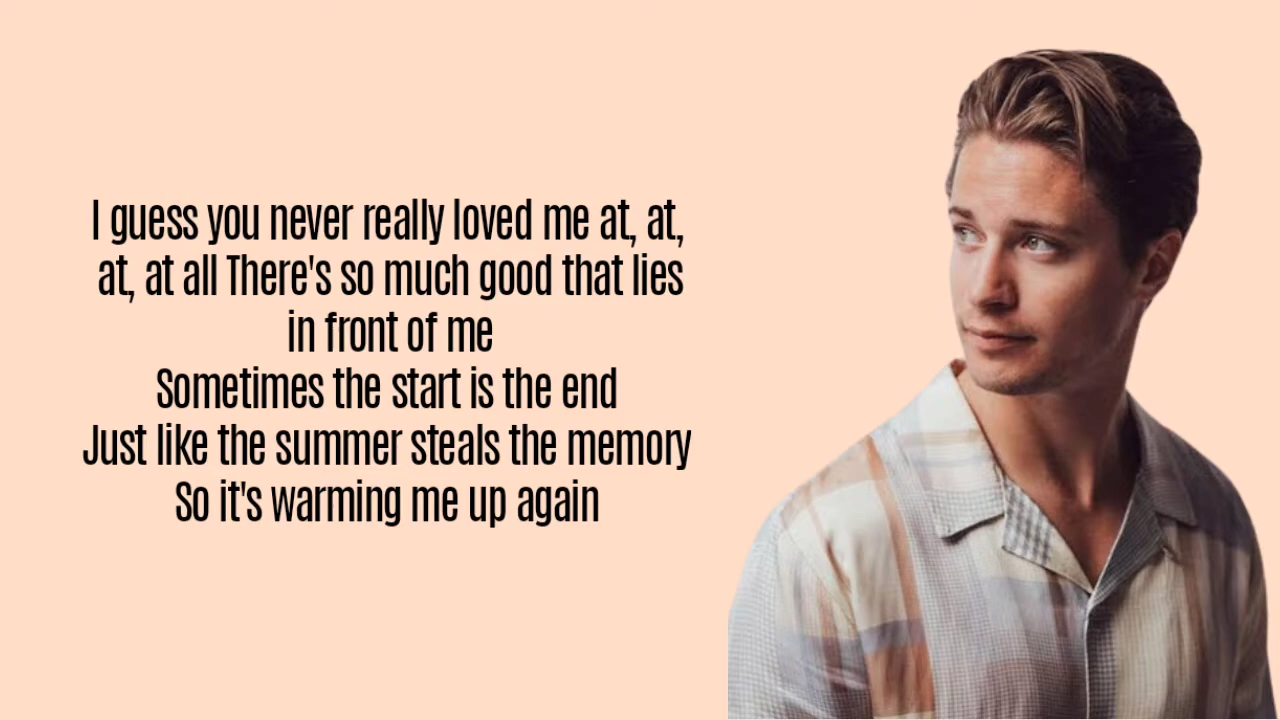 I guess you never really loved me at, at,
at, at all There's so much good that lies
in front of me
Sometimes the start is the end
Just like the summer steals the memory
So it's warming me up again